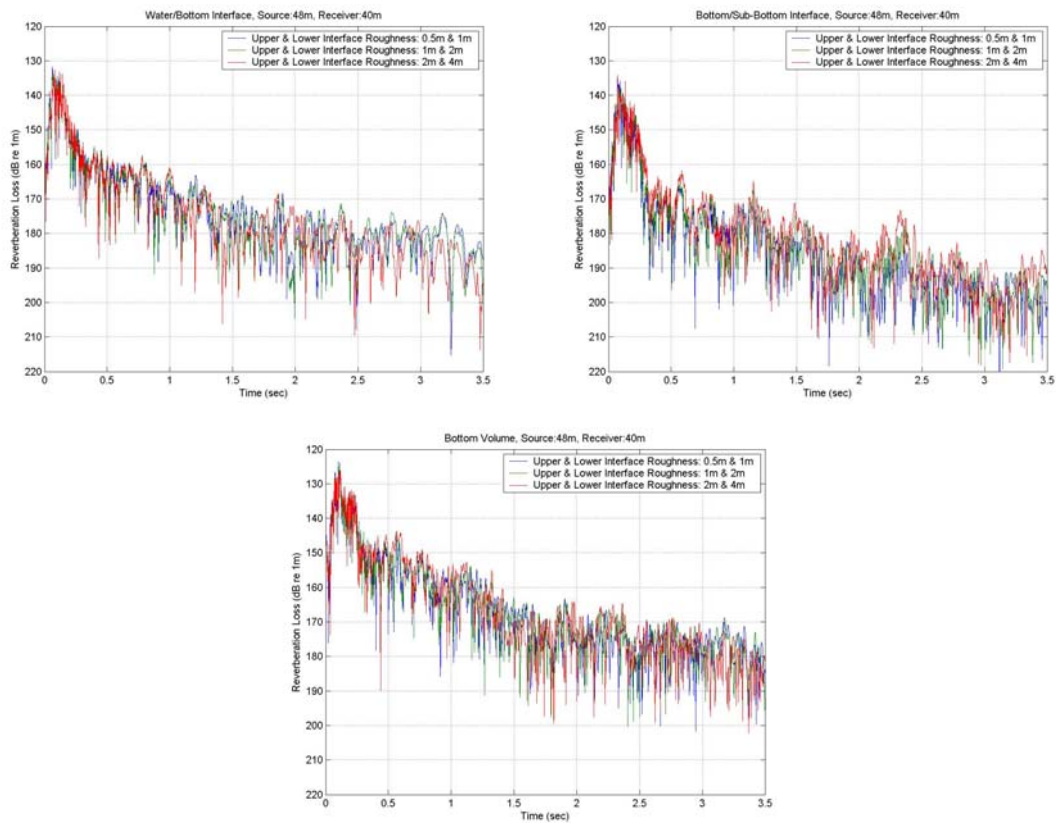 Water/Bottom Interface, Source:48m, Receiver:40m
Upper & Lower Interface Roughness: 0.5m & 1m
Upper & Lower Interface Roughness: 1m & 2m
Upper & Lower Interface Roughness: 2m & 4m
Reverberation Loss (dB re 1m)
120
130
140
150
160
170
180
190
200
210
220
0 0.5 1 1.5 2 2.5 3 3.5
Time (sec)
Bottom/Sub-Bottom Interface, Source:48m, Receiver:40m
Upper & Lower Interface Roughness: 0.5m & 1m
Upper & Lower Interface Roughness: 1m & 2m
Upper & Lower Interface Roughness: 2m & 4m
Reverberation Loss (dB re 1m)
120
130
140
150
160
170
180
190
200
210
220
0 0.5 1 1.5 2 2.5 3 3.5
Time (sec)
Bottom Volume, Source:48m, Receiver:40m
Upper & Lower Interface Roughness: 0.5m & 1m
Upper & Lower Interface Roughness: 1m & 2m
Upper & Lower Interface Roughness: 2m & 4m
Reverberation Loss (dB re 1m)
120
130
140
150
160
170
180
190
200
210
220
0 0.5 1 1.5 2 2.5 3 3.5
Time (sec)